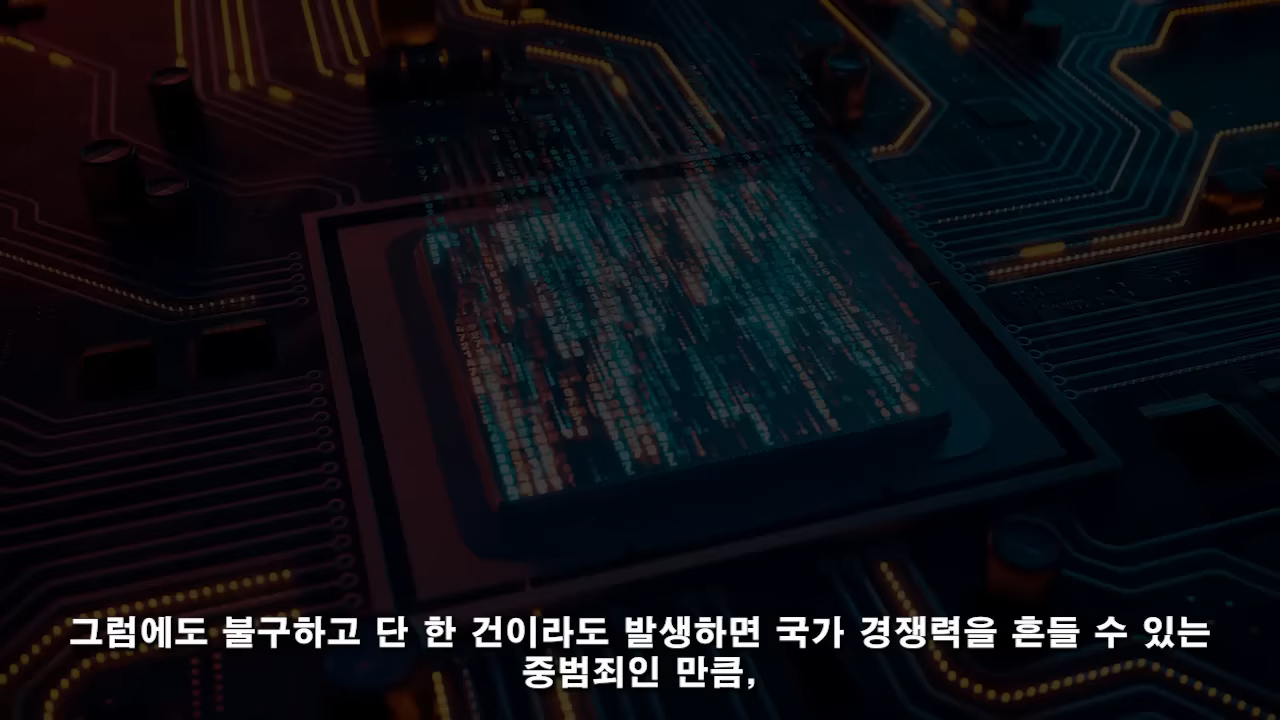 그럼에도 불구하고 단 한 건이라도 발생하면 국가 경쟁력을 흔들 수 있는
중범죄인 만큼,